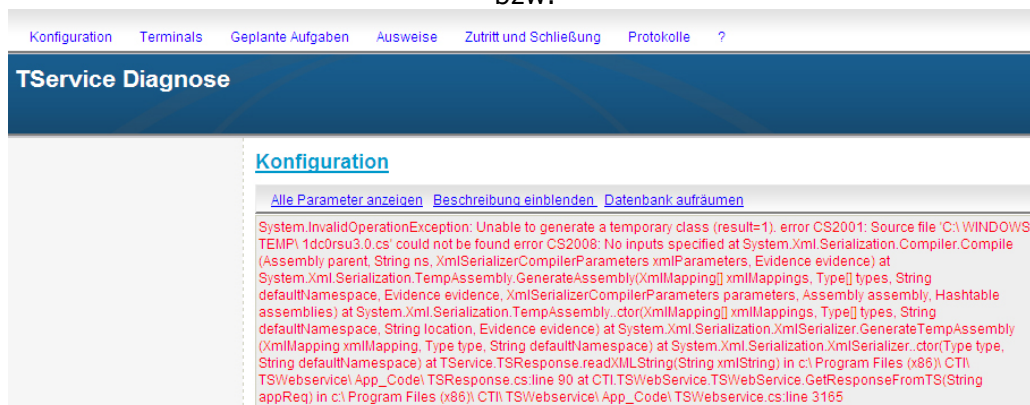 bzw.
Konfiguration Terminals Geplante Aufgaben Ausweise Zutritt und Schließung Protokolle ?
TService Diagnose
Konfiguration
Alle Parameter anzeigen Beschreibung einblenden Datenbank aufräumen
System.InvalidOperationException: Unable to generate a temporary class (result=1). error CS2001: Source file 'C:\ WINDOWS
TEMP\ 1dc0rsu3.0.cs' could not be found error CS2008: No inputs specified at System.Xml.Serialization.Compiler.Compile
(Assembly parent, String ns, XmlSerializerCompilerParameters xmlParameters, Evidence evidence) at
System.Xml.Serialization.TempAssembly.GenerateAssembly(XmlMapping[] xmlMappings, Type[] types, String
defaultNamespace, Evidence evidence, XmlSerializerCompilerParameters parameters, Assembly assembly, Hashtable
assemblies) at System.Xml.Serialization.TempAssembly..ctor(XmlMapping[] xmlMappings, Type[] types, String
defaultNamespace, String location, Evidence evidence) at System.Xml.Serialization.XmlSerializer.GenerateTempAssembly
(XmlMapping xmlMapping, Type type, String defaultNamespace) at System.Xml.Serialization.XmlSerializer..ctor(Type type,
String defaultNamespace) at TService.TSResponse.readXMLString(String xmlString) in c:\ Program Files (x86)\ CTI\
TSWebservice\ App_Code\ TSResponse.cs:line 90 at CTI.TSWebService.TSWebService.GetResponseFromTS(String
appReq) in c:\ Program Files (x86)\ CTI\ TSWebservice\ App_Code\ TSWebservice.cs:line 3165